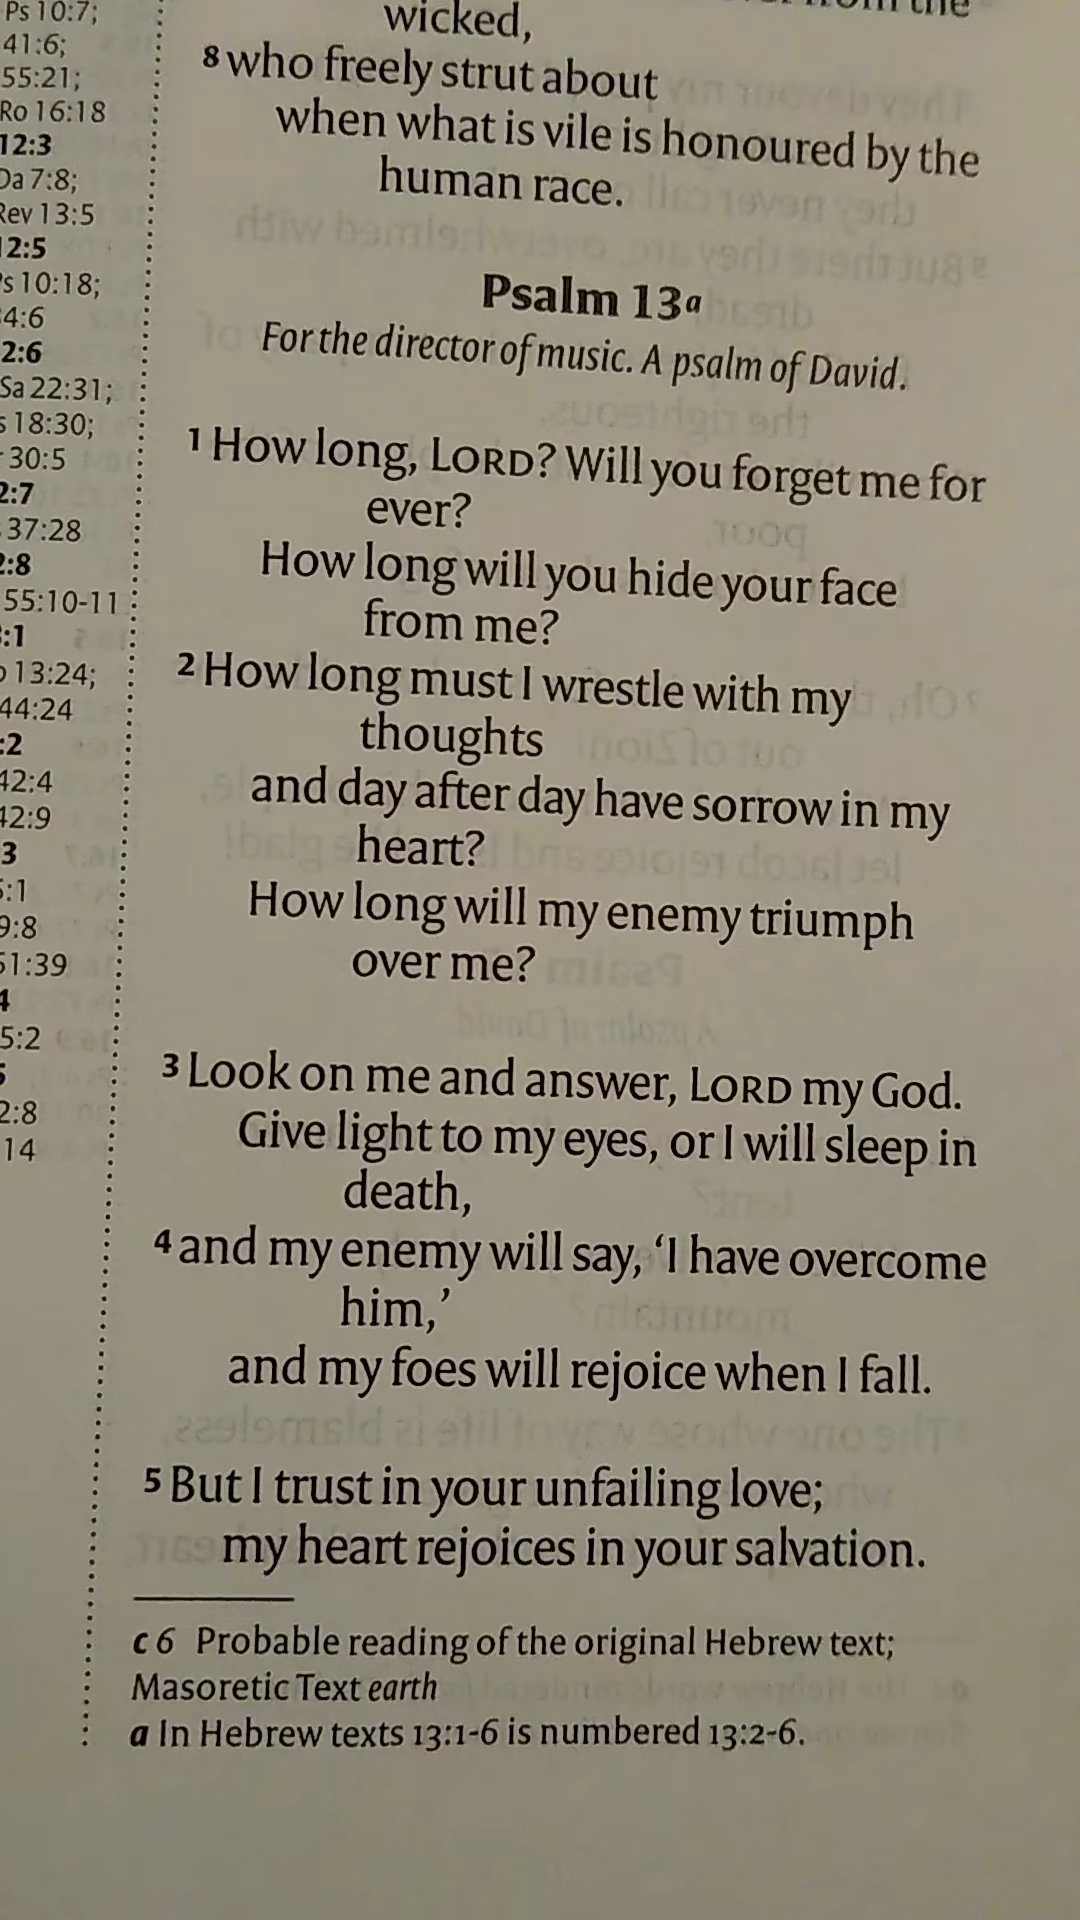 Ps 10:7;
41:6;
55:21;
Ro 16:18
12:3
Da 7:8;
Rev 13:5
12:5
Ps 10:18;
34:6
12:6
Sa 22:31;
18:30;
30:5
2:7
37:28
2:8
55:10-11
:1
13:24;
44:24
:2
42:4
42:9
3
:1
9:8
51:39
4
5:2
5
2:8
14
from the
wicked,
8 who freely strut about
when what is vile is honoured by the
human race.
Psalm 13a
For the director of music. A psalm of David.
1 How long, LORD? Will you forget me for
ever?
How long will you hide your face
from me?
2 How long must I wrestle with my
thoughts
and day after day have sorrow in my
heart?
How long will my enemy triumph
over me?
3 Look on me and answer, LORD my God.
Give light to my eyes, or I will sleep in
death,
4 and my enemy will say, ‘I have overcome
him,’
and my foes will rejoice when I fall.
5 But I trust in your unfailing love;
my heart rejoices in your salvation.
c 6 Probable reading of the original Hebrew text;
Masoretic Text earth
a In Hebrew texts 13:1-6 is numbered 13:2-6.